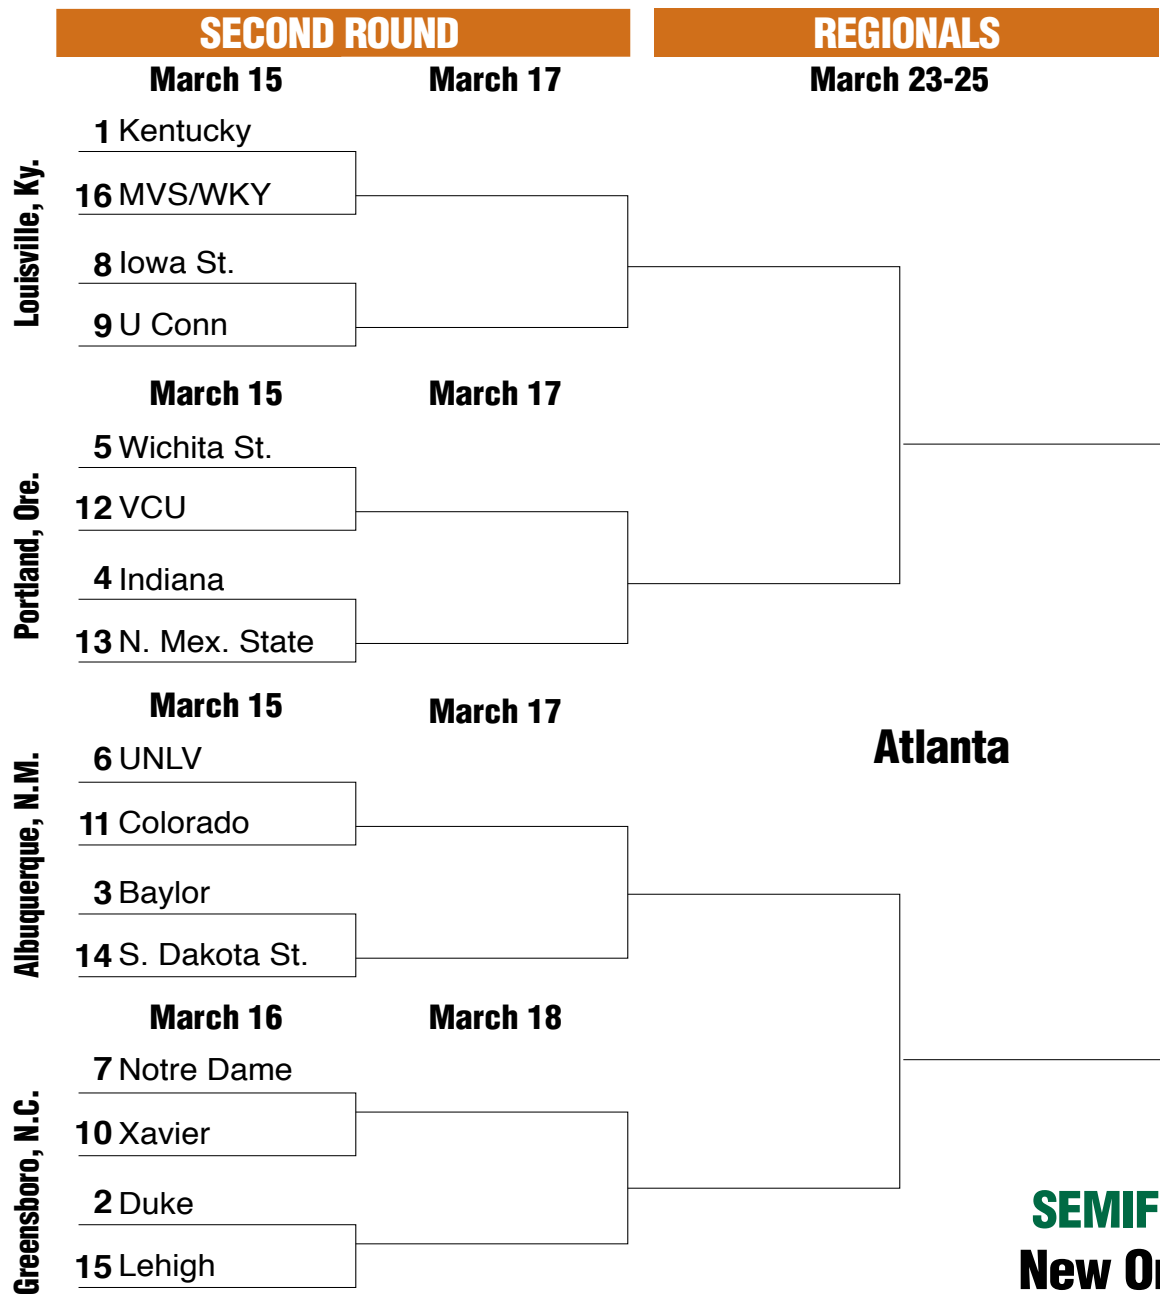 SECOND ROUND
REGIONALS
March 15
March 17
March 23-25
Louisville, Ky.
1 Kentucky
16 MVS/WKY
8 Iowa St.
9 U Conn
March 15
March 17
Portland, Ore.
5 Wichita St.
12 VCU
4 Indiana
13 N. Mex. State
March 15
March 17
Atlanta
Albuquerque, N.M.
6 UNLV
11 Colorado
3 Baylor
14 S. Dakota St.
March 16
March 18
Greensboro, N.C.
7 Notre Dame
10 Xavier
2 Duke
15 Lehigh
SEMIF
New Or